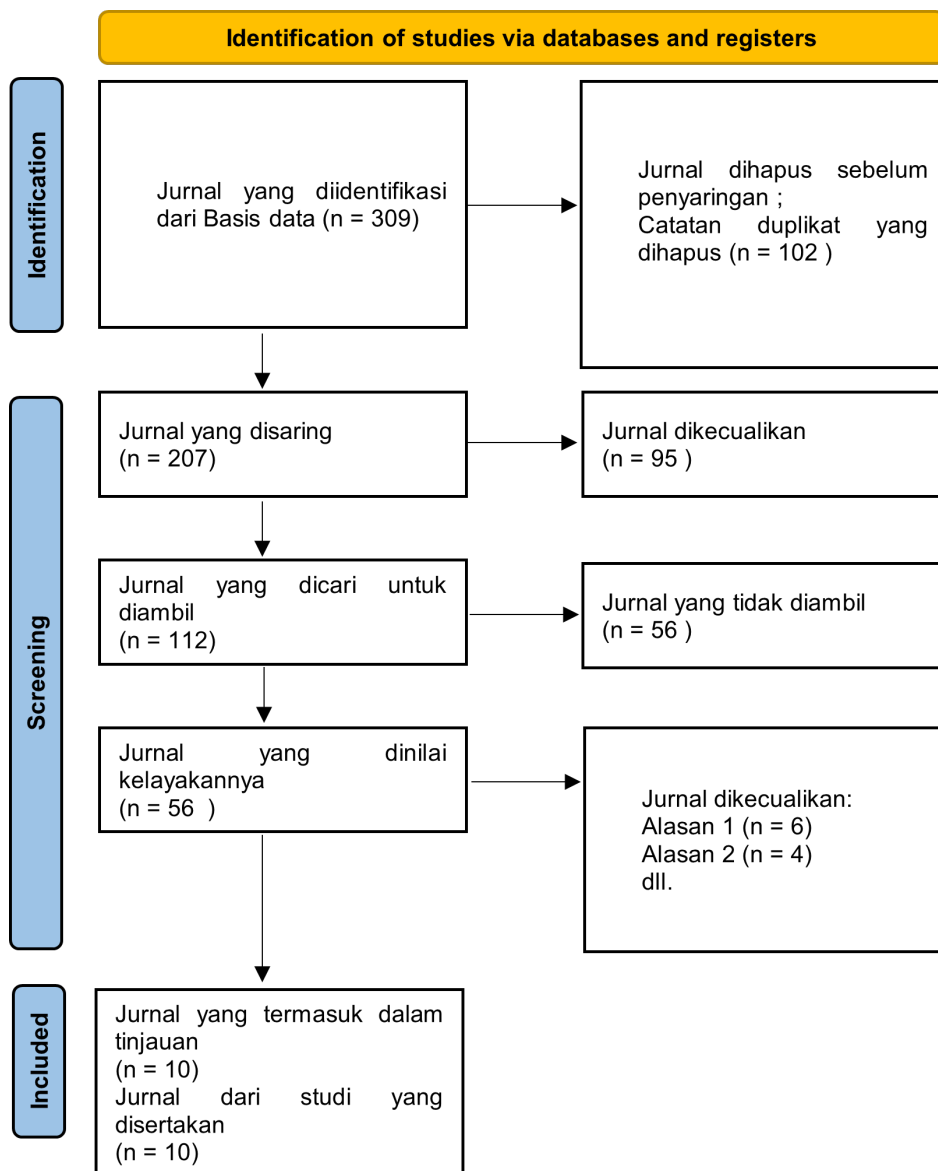 Identification of studies via databases and registers
Identification
Jurnal yang diidentifikasi
dari Basis data (n = 309)
Jurnal dihapus sebelum
penyaringan ;
Catatan duplikat yang
dihapus (n = 102 )
Screening
Jurnal yang disaring
(n = 207)
Jurnal dikecualikan
(n = 95 )
Jurnal yang dicari untuk
diambil
(n = 112)
Jurnal yang tidak diambil
(n = 56 )
Jurnal yang dinilai
kelayakannya
(n = 56 )
Jurnal dikecualikan:
Alasan 1 (n = 6)
Alasan 2 (n = 4)
dll.
Included
Jurnal yang termasuk dalam
tinjauan
(n = 10)
Jurnal dari studi yang
disertakan
(n = 10)